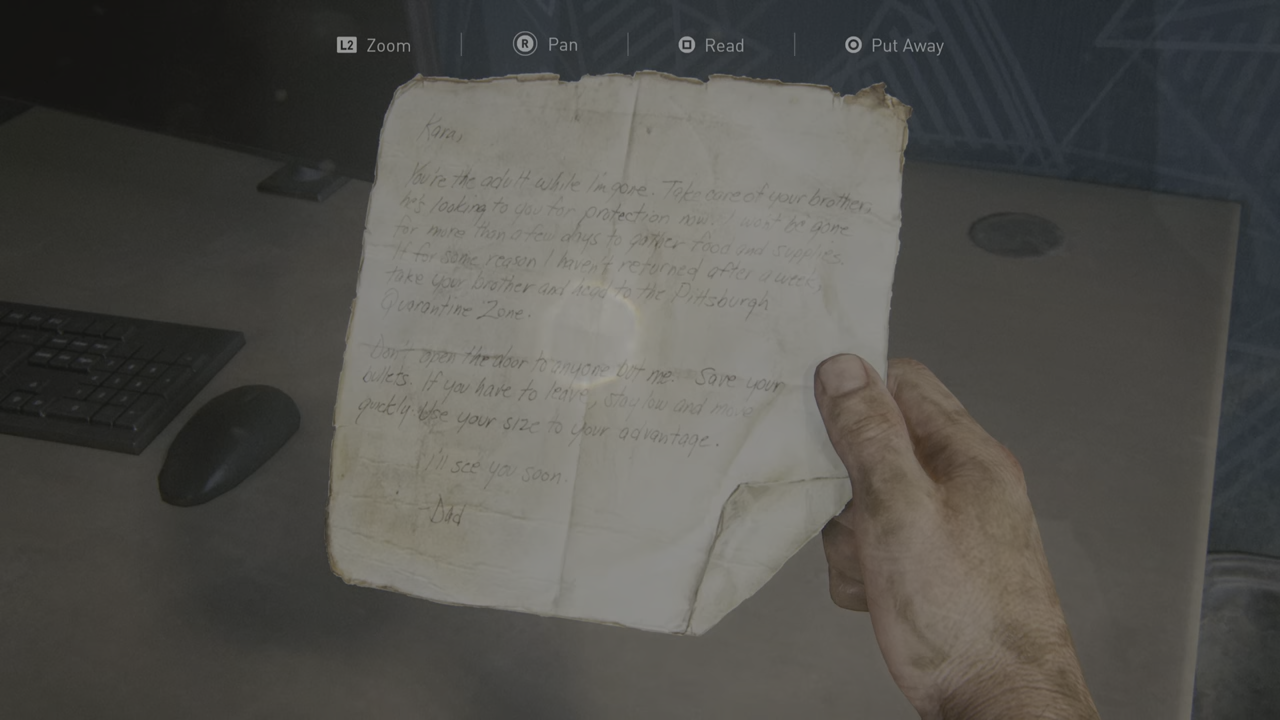 L2 Zoom R Pan Read Put Away
Kara,
You're the adult while I'm gone. Take care of your brother,
he's looking to you for protection now. I won't be gone
for more than a few days to gather food and supplies.
If for some reason I haven't returned after a week,
take your brother and head to the Pittsburgh
Quarantine Zone.
Don't open the door to anyone but me. Save your
bullets. If you have to leave, stay low and move
quickly. Use your size to your advantage.
I'll see you soon.
-Dad